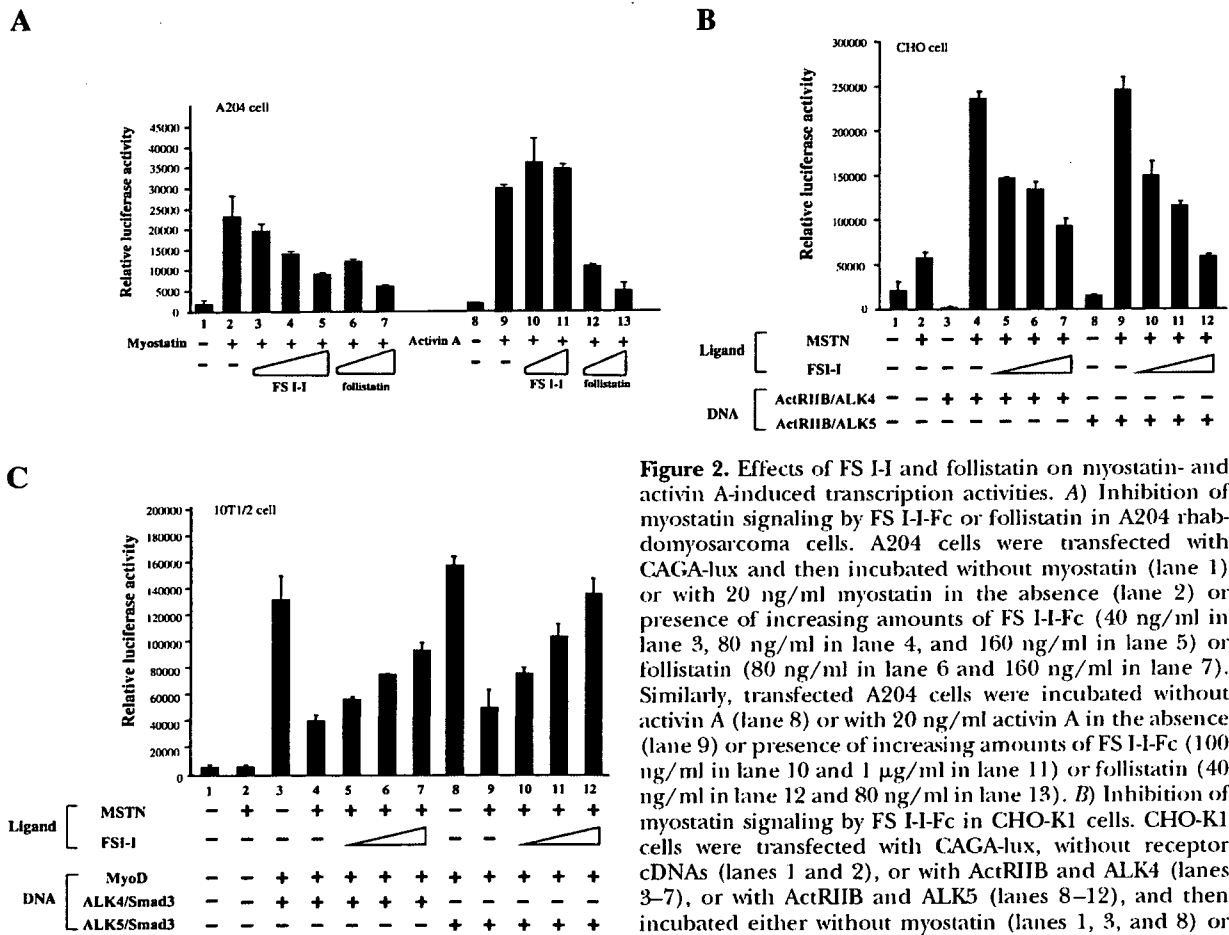 A
A204 cell
Relative luciferase activity
45000
40000
35000
30000
25000
20000
15000
10000
5000
0
1 2 3 4 5 6 7 8 9 10 11 12 13
Myostatin − + + + + + + Activin A − + + + + +
− − FS I-I follistatin − − FS I-I follistatin
B
CHO cell
Relative luciferase activity
300000
250000
200000
150000
100000
50000
0
1 2 3 4 5 6 7 8 9 10 11 12
Ligand
MSTN − + − + + + + − + + + +
FSI-I − − − − − −
DNA
ActRIIB/ALK4 − − + + + + + − − − − −
ActRIIB/ALK5 − − − − − − − + + + + +
C
10T1/2 cell
Relative luciferase activity
200000
180000
160000
140000
120000
100000
80000
60000
40000
20000
0
1 2 3 4 5 6 7 8 9 10 11 12
Ligand
MSTN − + − + + + + − + + + +
FSI-I − − − − − −
DNA
MyoD − − + + + + + + + + + +
ALK4/Smad3 − − + + + + + − − − − −
ALK5/Smad3 − − − − − − − + + + + +
Figure 2. Effects of FS I-I and follistatin on myostatin- and
activin A-induced transcription activities. A) Inhibition of
myostatin signaling by FS I-I-Fc or follistatin in A204 rhab-
domyosarcoma cells. A204 cells were transfected with
CAGA-lux and then incubated without myostatin (lane 1)
or with 20 ng/ml myostatin in the absence (lane 2) or
presence of increasing amounts of FS I-I-Fc (40 ng/ml in
lane 3, 80 ng/ml in lane 4, and 160 ng/ml in lane 5) or
follistatin (80 ng/ml in lane 6 and 160 ng/ml in lane 7).
Similarly, transfected A204 cells were incubated without
activin A (lane 8) or with 20 ng/ml activin A in the absence
(lane 9) or presence of increasing amounts of FS I-I-Fc (100
ng/ml in lane 10 and 1 μg/ml in lane 11) or follistatin (40
ng/ml in lane 12 and 80 ng/ml in lane 13). B) Inhibition of
myostatin signaling by FS I-I-Fc in CHO-K1 cells. CHO-K1
cells were transfected with CAGA-lux, without receptor
cDNAs (lanes 1 and 2), or with ActRIIB and ALK4 (lanes
3–7), or with ActRIIB and ALK5 (lanes 8–12), and then
incubated either without myostatin (lanes 1, 3, and 8) or